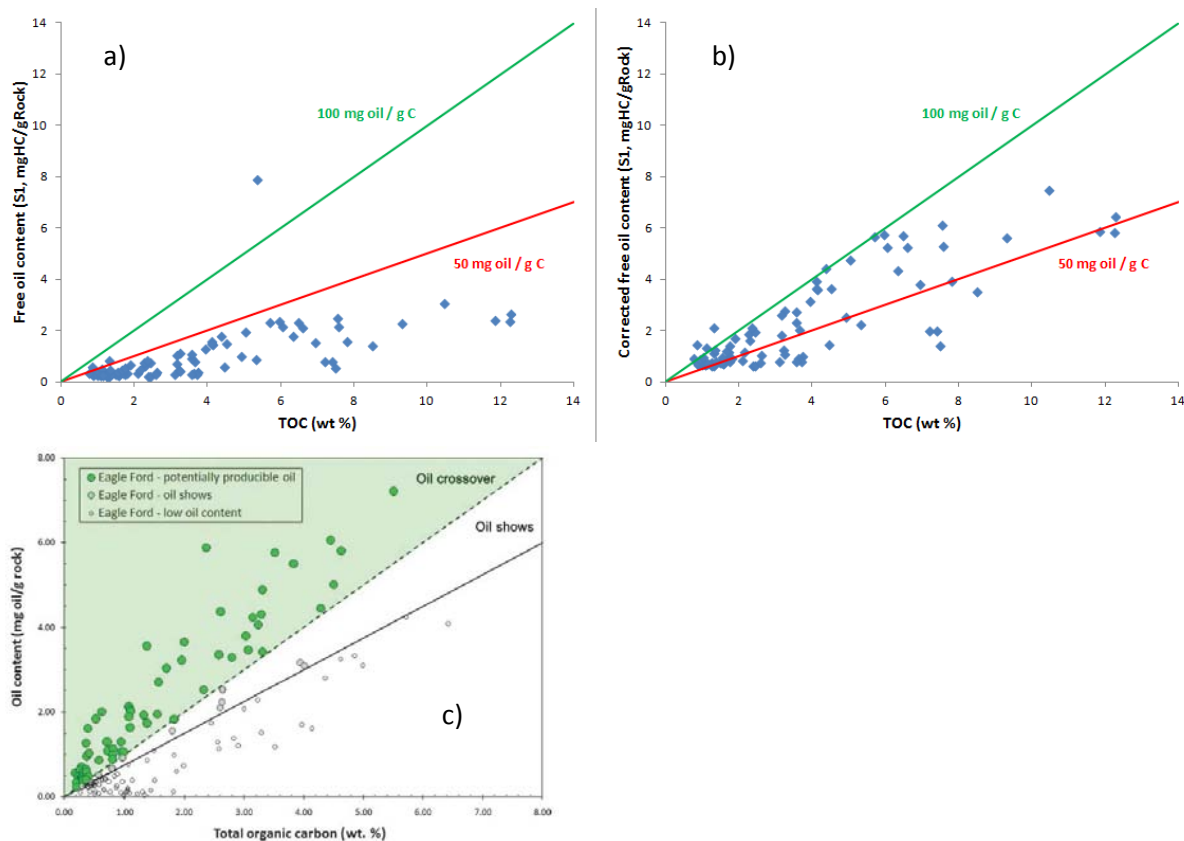 a)
100 mg oil / g C
50 mg oil / g C
Free oil content (S1, mgHC/gRock)
14
12
10
8
6
4
2
0
0 2 4 6 8 10 12 14
TOC (wt %)
b)
100 mg oil / g C
50 mg oil / g C
Corrected free oil content (S1, mgHC/gRock)
14
12
10
8
6
4
2
0
0 2 4 6 8 10 12 14
TOC (wt %)
Eagle Ford - potentially producible oil
Eagle Ford - oil shows
Eagle Ford - low oil content
Oil crossover
Oil shows
c)
Oil content (mg oil/g rock)
8.00
6.00
4.00
2.00
0.00
0.00 1.00 2.00 3.00 4.00 5.00 6.00 7.00 8.00
Total organic carbon (wt. %)